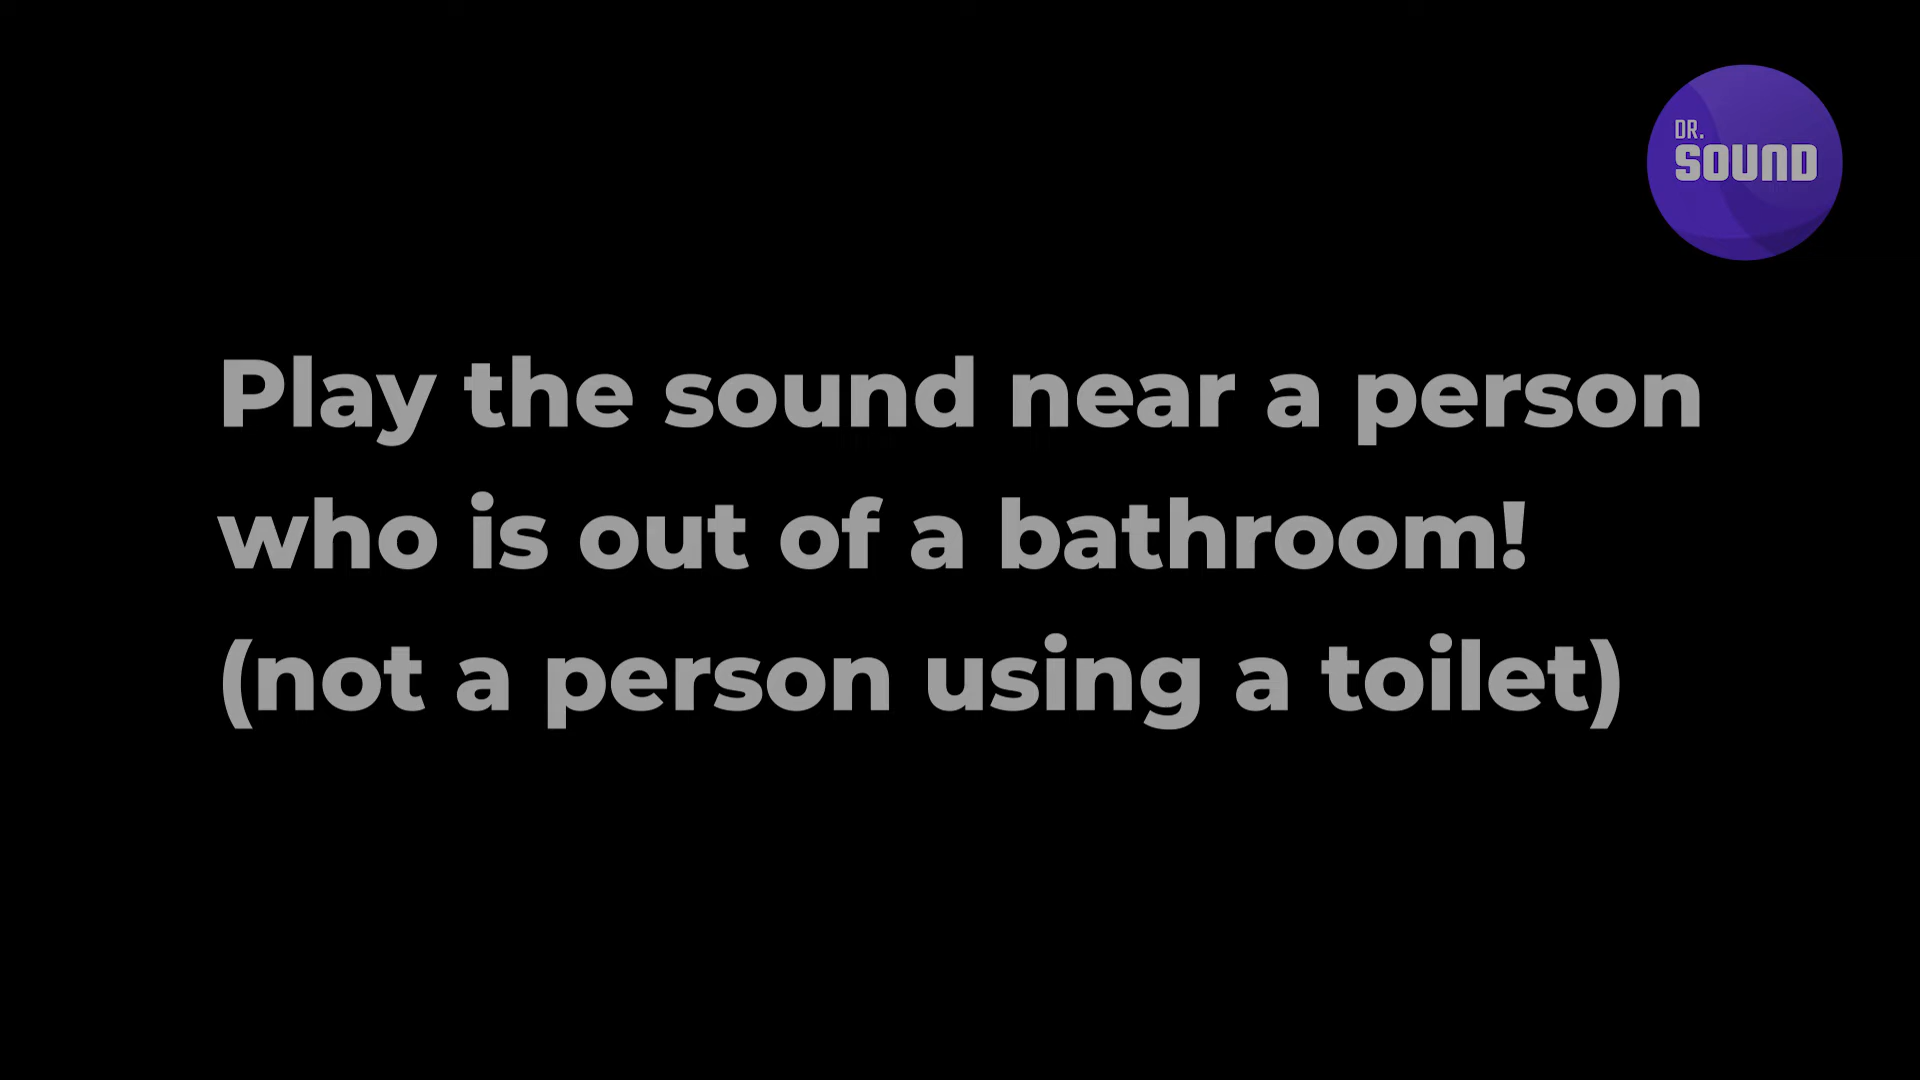 DR.
SOUND
Play the sound near a person
who is out of a bathroom!
(not a person using a toilet)